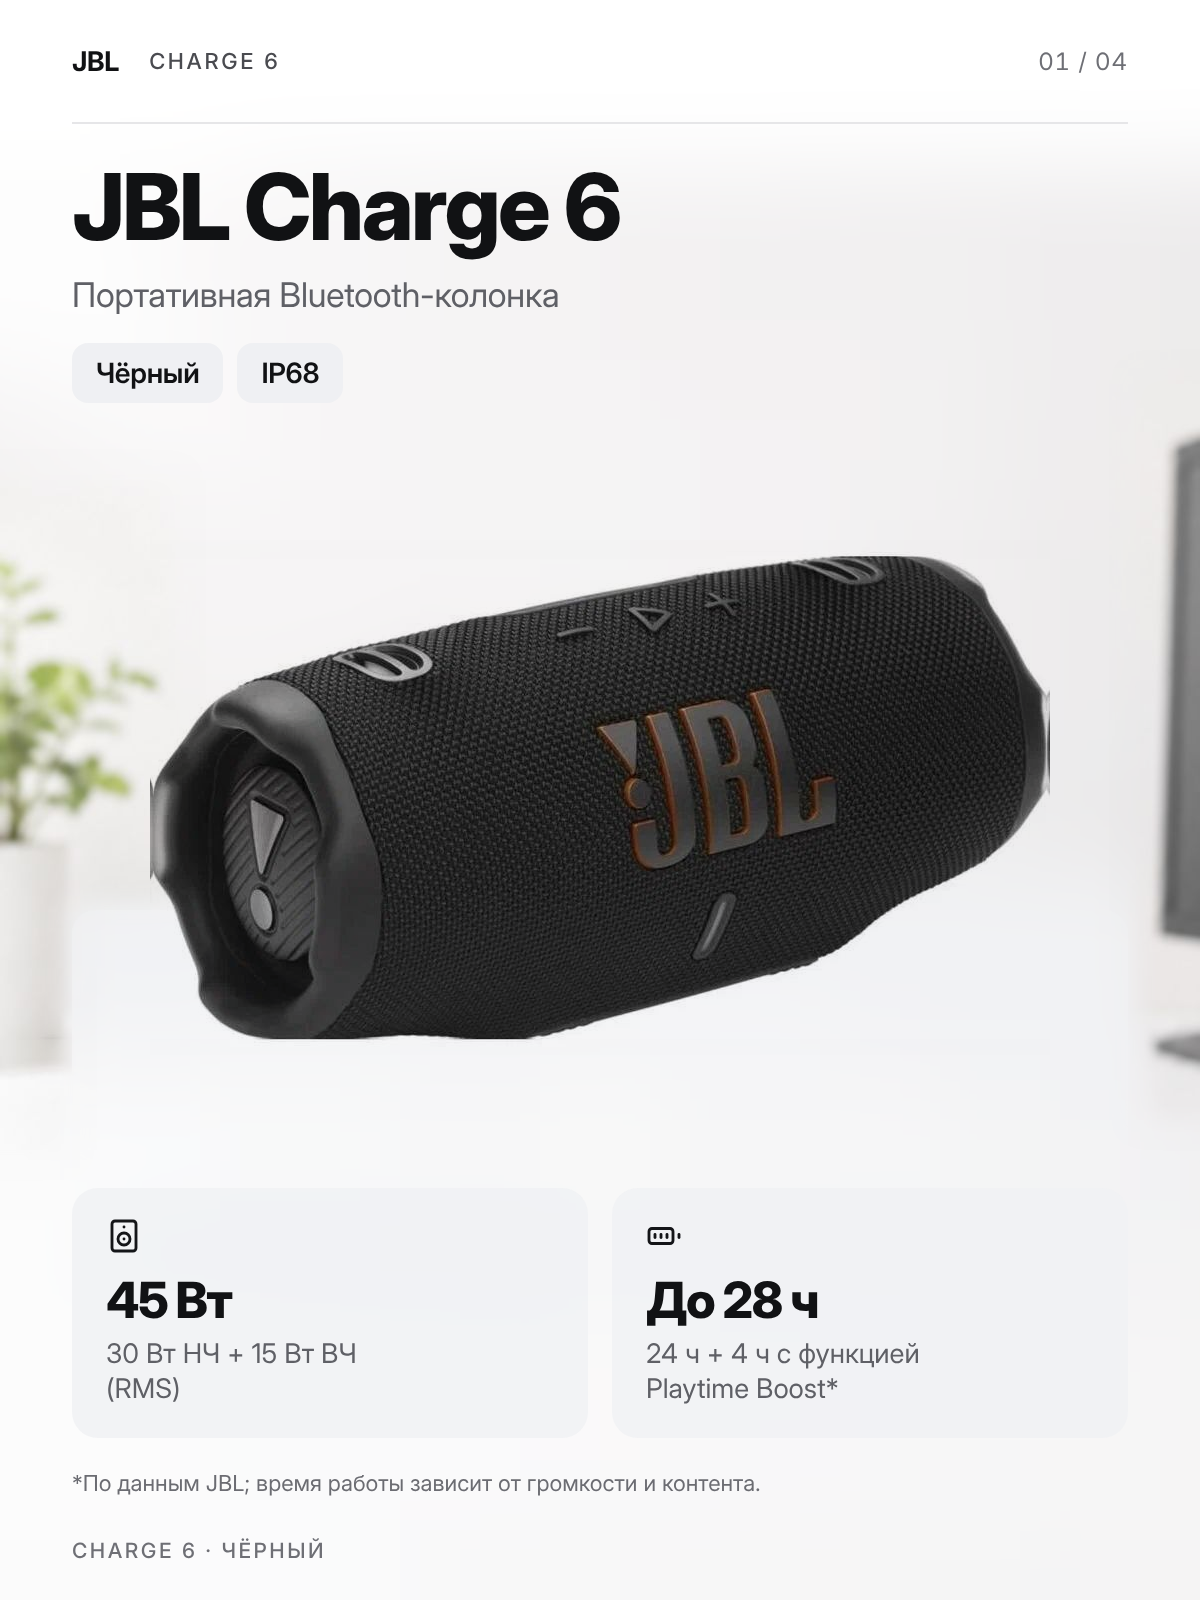 JBL CHARGE 6 01 / 04
JBL Charge 6
Портативная Bluetooth-колонка
Чёрный IP68
JBL
45 Вт
30 Вт НЧ + 15 Вт ВЧ
(RMS)
До 28 ч
24 ч + 4 ч с функцией
Playtime Boost*
*По данным JBL; время работы зависит от громкости и контента.
CHARGE 6 · ЧЁРНЫЙ